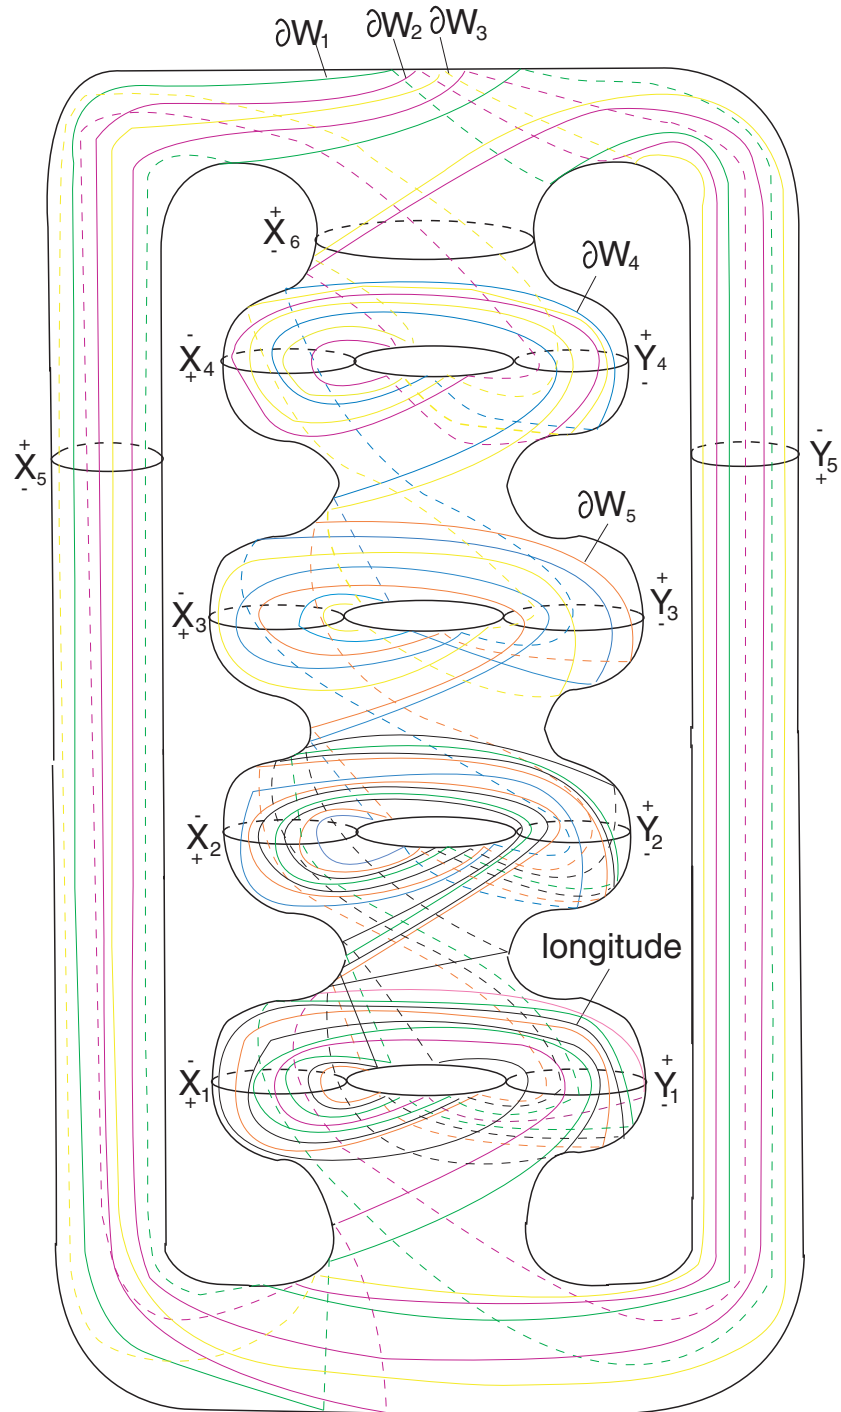 ∂W₁ ∂W₂ ∂W₃
+
X₆
-
∂W₄
-
X₄
+
+
Y₄
-
+
X₅
-
-
Y₅
+
∂W₅
-
X₃
+
+
Y₃
-
-
X₂
+
+
Y₂
-
longitude
-
X₁
+
+
Y₁
-